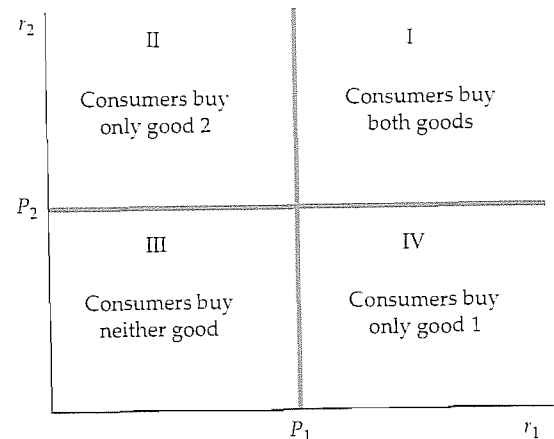 r2
II
I
Consumers buy
only good 2
Consumers buy
both goods
P2
III
IV
Consumers buy
neither good
Consumers buy
only good 1
P1
r1